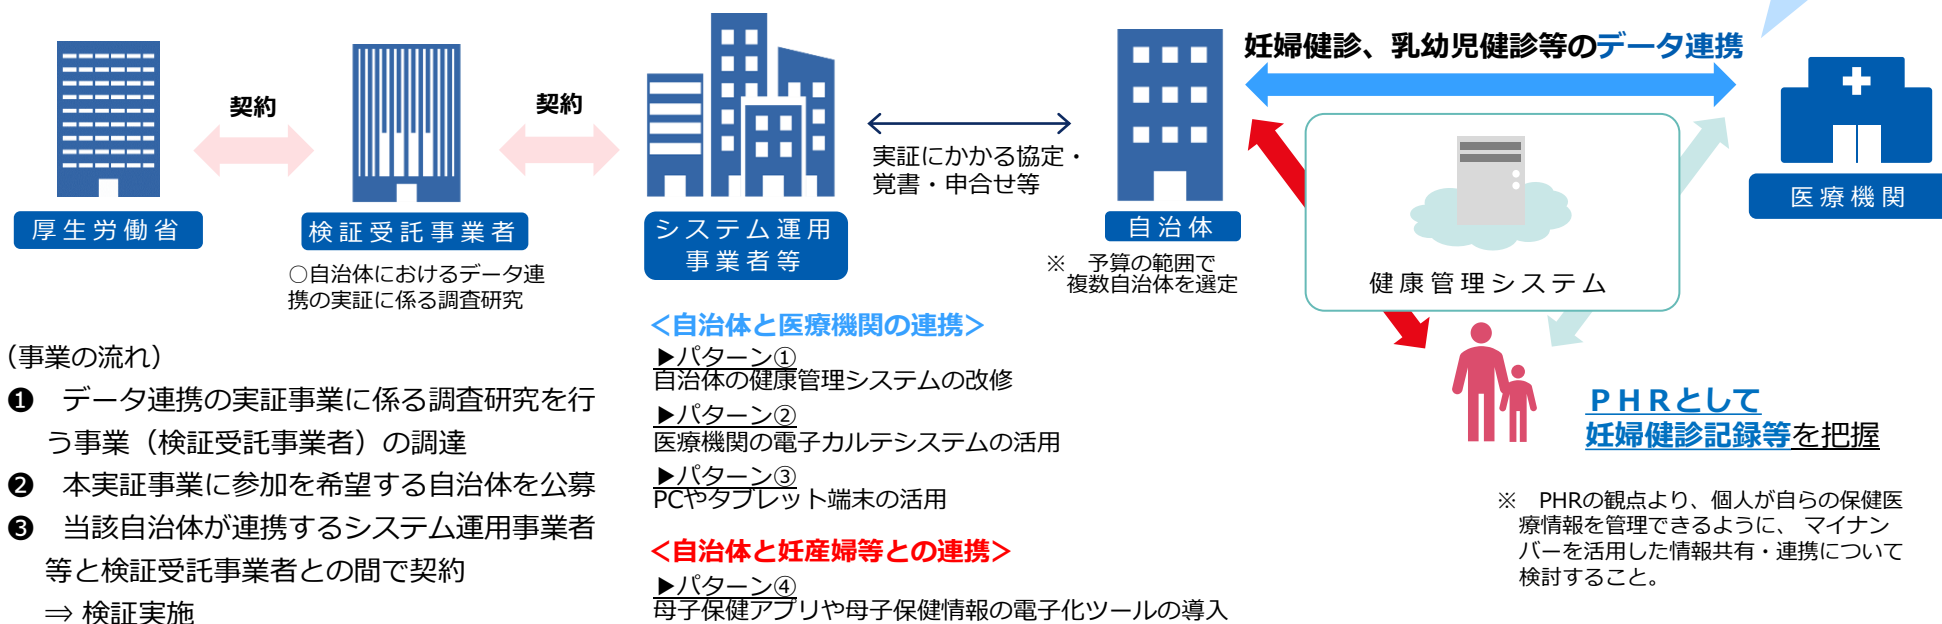 契約
契約
厚生労働省
検証受託事業者
○自治体におけるデータ連
携の実証に係る調査研究
システム運用
事業者等
実証にかかる協定・
覚書・申合せ等
自治体
※　予算の範囲で
複数自治体を選定
妊婦健診、乳幼児健診等のデータ連携
健康管理システム
医療機関
（事業の流れ）
❶　データ連携の実証事業に係る調査研究を行
う事業（検証受託事業者）の調達
❷　本実証事業に参加を希望する自治体を公募
❸　当該自治体が連携するシステム運用事業者
等と検証受託事業者との間で契約
⇒ 検証実施
＜自治体と医療機関の連携＞
▶パターン①
自治体の健康管理システムの改修
▶パターン②
医療機関の電子カルテシステムの活用
▶パターン③
PCやタブレット端末の活用
＜自治体と妊産婦等との連携＞
▶パターン④
母子保健アプリや母子保健情報の電子化ツールの導入
ＰＨＲとして
妊婦健診記録等を把握
※　PHRの観点より、個人が自らの保健医
療情報を管理できるように、 マイナン
バーを活用した情報共有・連携について
検討すること。